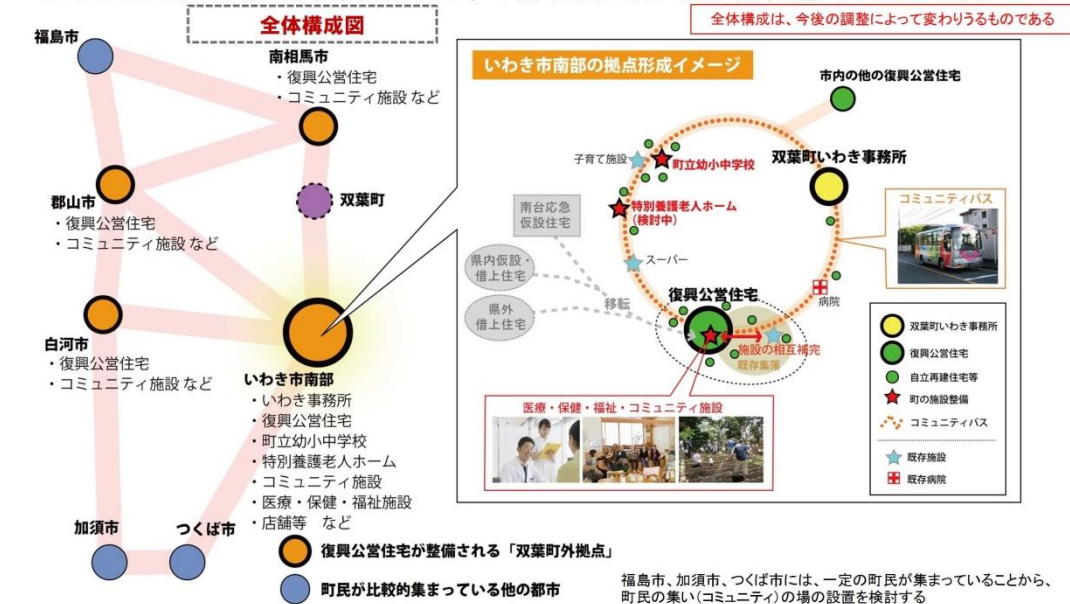 全体構成は、今後の調整によって変わりうるものである
全体構成図
福島市
南相馬市
・復興公営住宅
・コミュニティ施設 など
双葉町
郡山市
・復興公営住宅
・コミュニティ施設 など
白河市
・復興公営住宅
・コミュニティ施設 など
いわき市南部
・いわき事務所
・復興公営住宅
・町立幼小中学校
・特別養護老人ホーム
・コミュニティ施設
・医療・保健・福祉施設
・店舗等　など
加須市
つくば市
復興公営住宅が整備される「双葉町外拠点」
町民が比較的集まっている他の都市
いわき市南部の拠点形成イメージ
市内の他の復興公営住宅
双葉町いわき事務所
子育て施設
町立幼小中学校
特別養護老人ホーム
(検討中)
南台応急
仮設住宅
県内仮設・
借上住宅
県外
借上住宅
移転
スーパー
復興公営住宅
病院
施設の相互補完
既存集落
コミュニティバス
医療・保健・福祉・コミュニティ施設
双葉町いわき事務所
復興公営住宅
自立再建住宅等
町の施設整備
コミュニティバス
既存施設
既存病院
福島市、加須市、つくば市には、一定の町民が集まっていることから、
町民の集い(コミュニティ)の場の設置を検討する